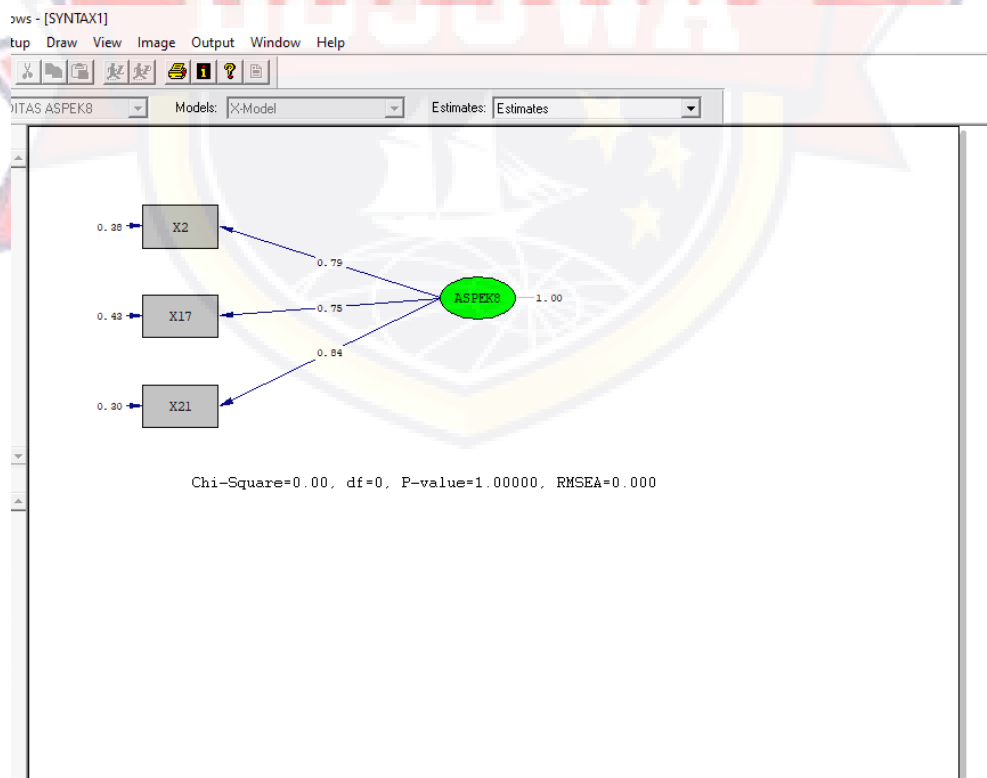 ows - [SYNTAX1]
tup Draw View Image Output Window Help
DITAS ASPEK8 Models: X-Model Estimates: Estimates
0.38 X2
0.79
ASPEK8 1.00
0.75
0.43 X17
0.84
0.30 X21
Chi-Square=0.00, df=0, P-value=1.00000, RMSEA=0.000